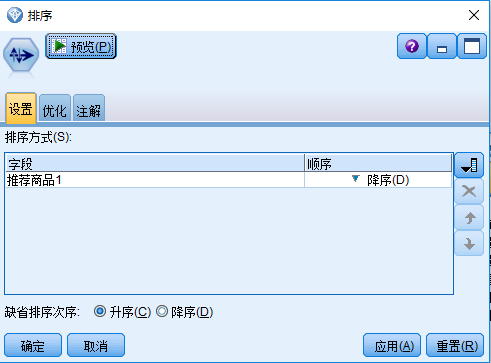 排序
预览(P)
设置 优化 注解
排序方式(S):
字段 顺序
推荐商品1 降序(D)
缺省排序次序: 升序(C) 降序(D)
确定 取消 应用(A) 重置(R)